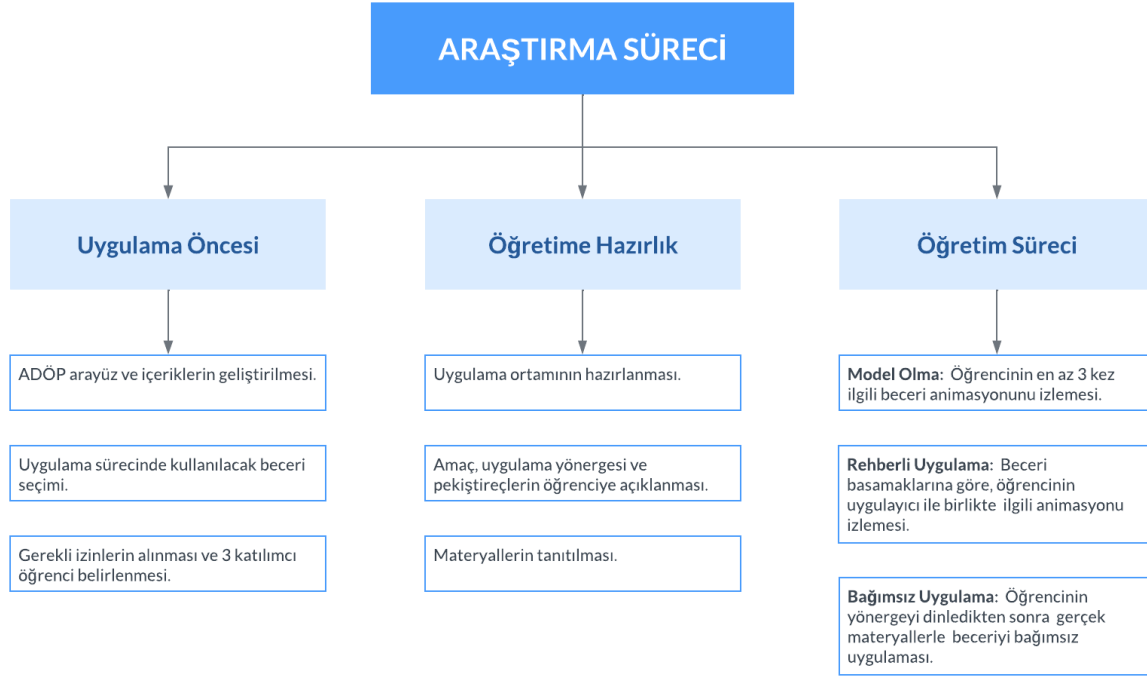 ARAŞTIRMA SÜRECİ
Uygulama Öncesi
ADÖP arayüz ve içeriklerin geliştirilmesi.
Uygulama sürecinde kullanılacak beceri
seçimi.
Gerekli izinlerin alınması ve 3 katılımcı
öğrenci belirlenmesi.
Öğretime Hazırlık
Uygulama ortamının hazırlanması.
Amaç, uygulama yönergesi ve
pekiştireçlerin öğrenciye açıklanması.
Materyallerin tanıtılması.
Öğretim Süreci
Model Olma: Öğrencinin en az 3 kez
ilgili beceri animasyonunu izlemesi.
Rehberli Uygulama: Beceri
basamaklarına göre, öğrencinin
uygulayıcı ile birlikte ilgili animasyonu
izlemesi.
Bağımsız Uygulama: Öğrencinin
yönergeyi dinledikten sonra gerçek
materyallerle beceriyi bağımsız
uygulaması.